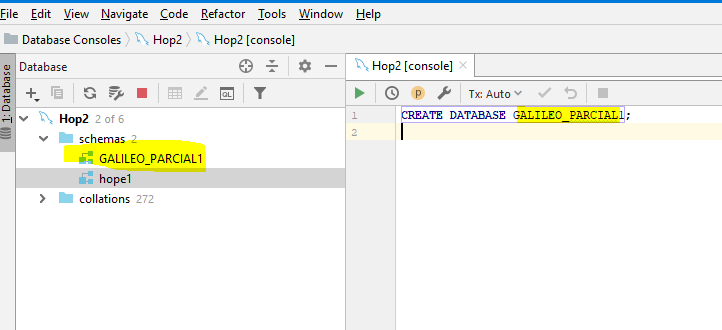 File Edit View Navigate Code Refactor Tools Window Help
Database Consoles Hop2 Hop2 [console]
1: Database
Database
Hop2 2 of 6
schemas 2
GALILEO_PARCIAL1
hope1
collations 272
Hop2 [console]
Tx: Auto
1 CREATE DATABASE GALILEO_PARCIAL1;
2